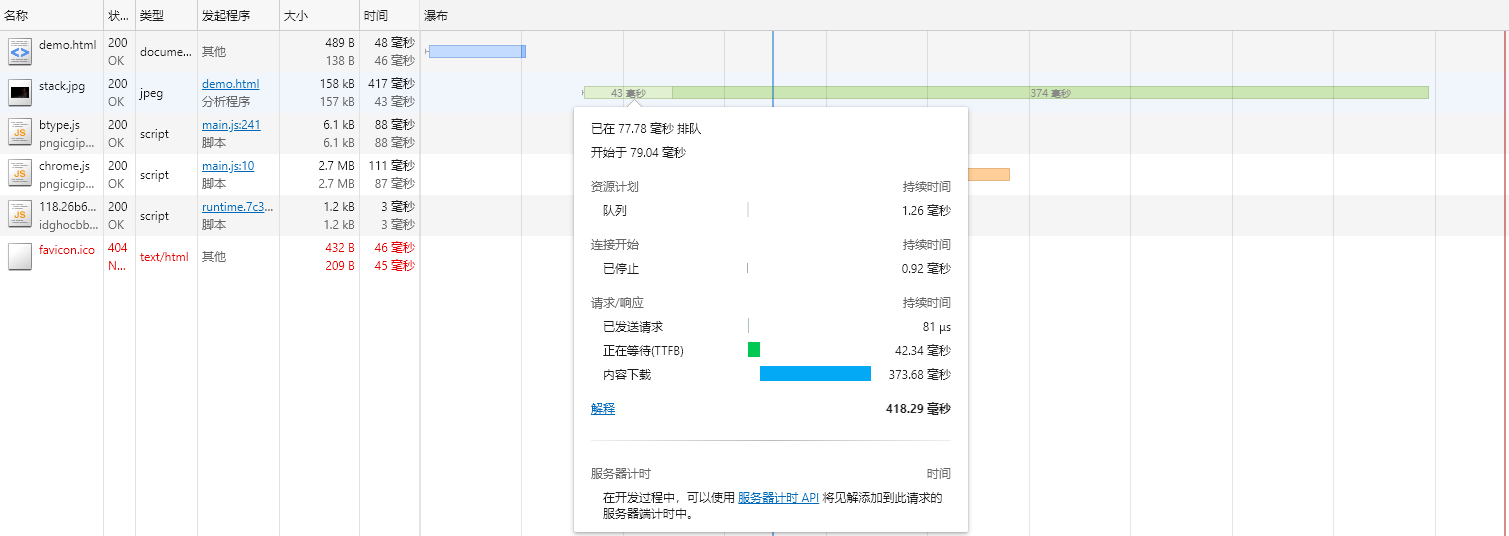 名称 状... 类型 发起程序 大小 时间 瀑布
demo.html 200 docume... 其他 489 B 48 毫秒
OK 138 B 46 毫秒
stack.jpg 200 jpeg demo.html 158 kB 417 毫秒 43 毫秒 374 毫秒
OK 分析程序 157 kB 43 毫秒
btype.js 200 script main.js:241 6.1 kB 88 毫秒
pngicgip... OK 脚本 6.1 kB 88 毫秒
chrome.js 200 script main.js:10 2.7 MB 111 毫秒
pngicgip... OK 脚本 2.7 MB 87 毫秒
118.26b6... 200 script runtime.7c3... 1.2 kB 3 毫秒
idghocbb... OK 脚本 1.2 kB 3 毫秒
favicon.ico 404 text/html 其他 432 B 46 毫秒
N... 209 B 45 毫秒
已在 77.78 毫秒 排队
开始于 79.04 毫秒
资源计划 持续时间
队列 1.26 毫秒
连接开始 持续时间
已停止 0.92 毫秒
请求/响应 持续时间
已发送请求 81 μs
正在等待(TTFB) 42.34 毫秒
内容下载 373.68 毫秒
解释 418.29 毫秒
服务器计时 时间
在开发过程中，可以使用 服务器计时 API 将见解添加到此请求的
服务器端计时中。